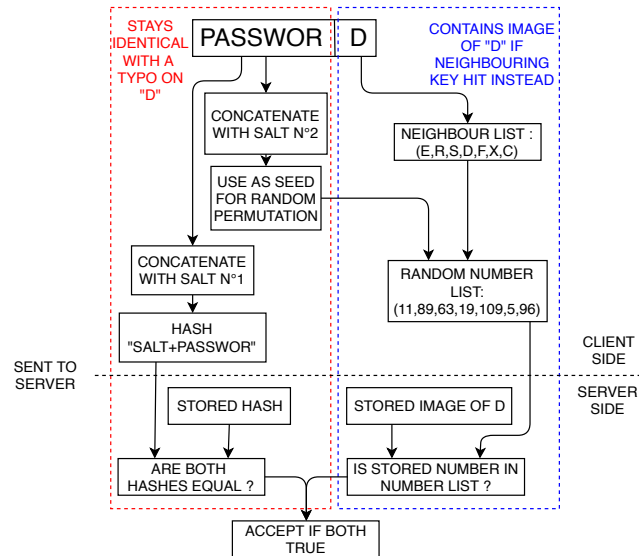 STAYS
IDENTICAL
WITH A
TYPO ON
"D"
PASSWOR
D
CONTAINS IMAGE
OF "D" IF
NEIGHBOURING
KEY HIT INSTEAD
CONCATENATE
WITH SALT N°2
NEIGHBOUR LIST :
(E,R,S,D,F,X,C)
USE AS SEED
FOR RANDOM
PERMUTATION
CONCATENATE
WITH SALT N°1
RANDOM NUMBER
LIST:
(11,89,63,19,109,5,96)
HASH
"SALT+PASSWOR"
CLIENT
SIDE
SENT TO
SERVER
SERVER
SIDE
STORED HASH
STORED IMAGE OF D
ARE BOTH
HASHES EQUAL ?
IS STORED NUMBER IN
NUMBER LIST ?
ACCEPT IF BOTH
TRUE